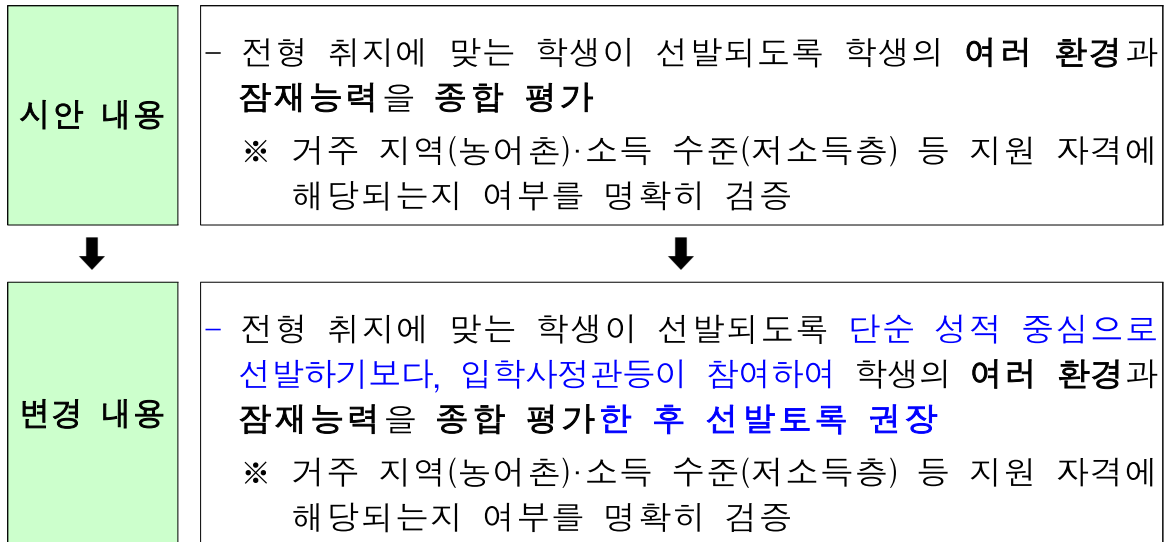 시안 내용
- 전형 취지에 맞는 학생이 선발되도록 학생의 여러 환경과
잠재능력을 종합 평가
※ 거주 지역(농어촌)·소득 수준(저소득층) 등 지원 자격에
해당되는지 여부를 명확히 검증
변경 내용
- 전형 취지에 맞는 학생이 선발되도록 단순 성적 중심으로
선발하기보다, 입학사정관등이 참여하여 학생의 여러 환경과
잠재능력을 종합 평가한 후 선발토록 권장
※ 거주 지역(농어촌)·소득 수준(저소득층) 등 지원 자격에
해당되는지 여부를 명확히 검증